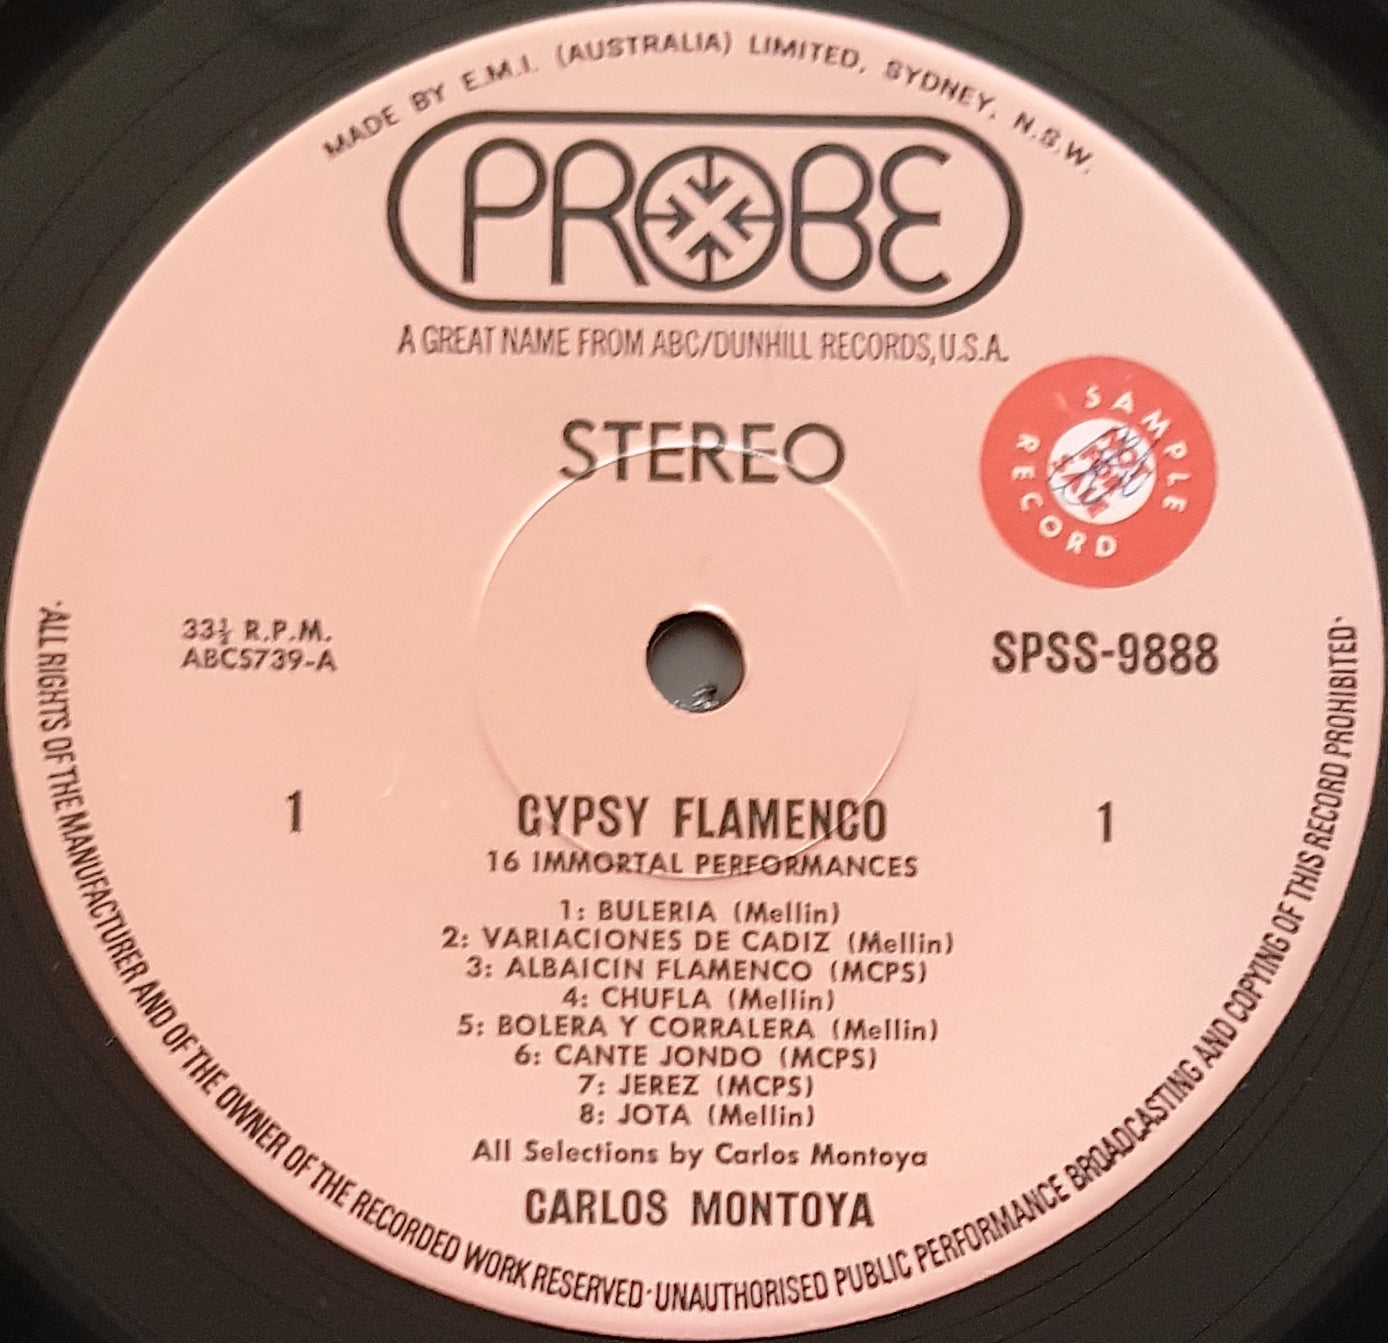 MADE BY E.M.I. (AUSTRALIA) LIMITED, SYDNEY, N.S.W.
PROBE
A GREAT NAME FROM ABC/DUNHILL RECORDS, U.S.A.
STEREO
SAMPLE RECORD
NOT FOR SALE
33⅓ R.P.M.
ABCS739-A
SPSS-9888
1
1
GYPSY FLAMENCO
16 IMMORTAL PERFORMANCES
1: BULERIA (Mellin)
2: VARIACIONES DE CADIZ (Mellin)
3: ALBAICIN FLAMENCO (MCPS)
4: CHUFLA (Mellin)
5: BOLERA Y CORRALERA (Mellin)
6: CANTE JONDO (MCPS)
7: JEREZ (MCPS)
8: JOTA (Mellin)
All Selections by Carlos Montoya
CARLOS MONTOYA
·ALL RIGHTS OF THE MANUFACTURER AND OF THE OWNER OF THE RECORDED WORK RESERVED·UNAUTHORISED PUBLIC PERFORMANCE BROADCASTING AND COPYING OF THIS RECORD PROHIBITED·